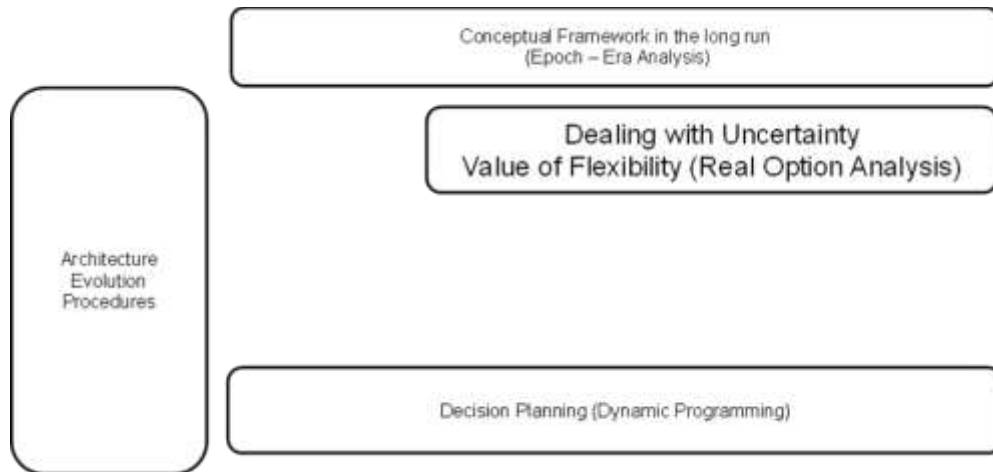 Conceptual Framework in the long run
(Epoch – Era Analysis)
Dealing with Uncertainty
Value of Flexibility (Real Option Analysis)
Architecture
Evolution
Procedures
Decision Planning (Dynamic Programming)